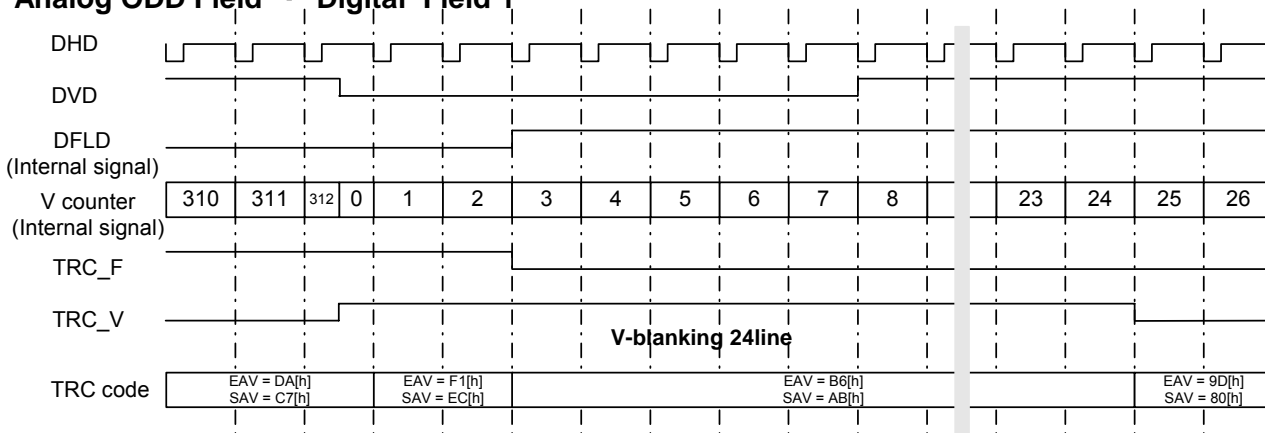 Analog ODD Field - Digital Field 1
DHD
DVD
DFLD
(Internal signal)
V counter
(Internal signal)
310 311 312 0 1 2 3 4 5 6 7 8 23 24 25 26
TRC_F
TRC_V
V-blanking 24line
TRC code
EAV = DA[h]
SAV = C7[h]
EAV = F1[h]
SAV = EC[h]
EAV = B6[h]
SAV = AB[h]
EAV = 9D[h]
SAV = 80[h]